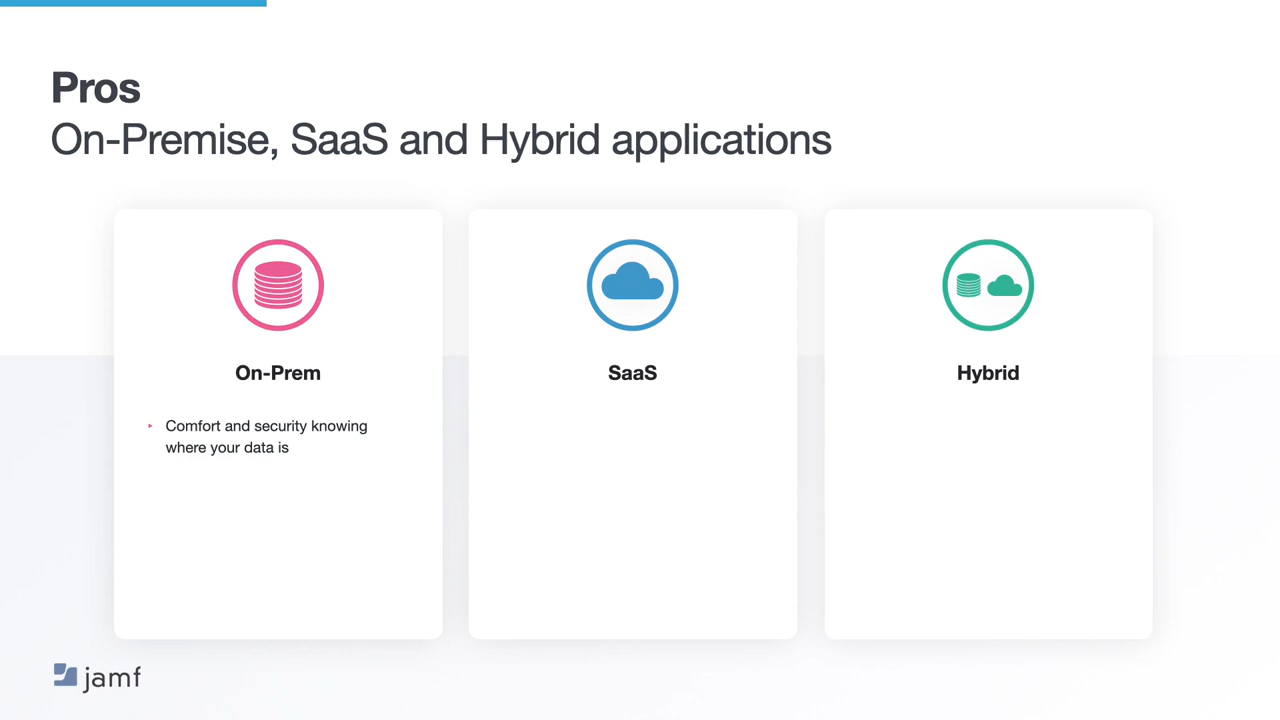 Pros
On-Premise, SaaS and Hybrid applications
On-Prem
Comfort and security knowing
where your data is
SaaS
Hybrid
jamf